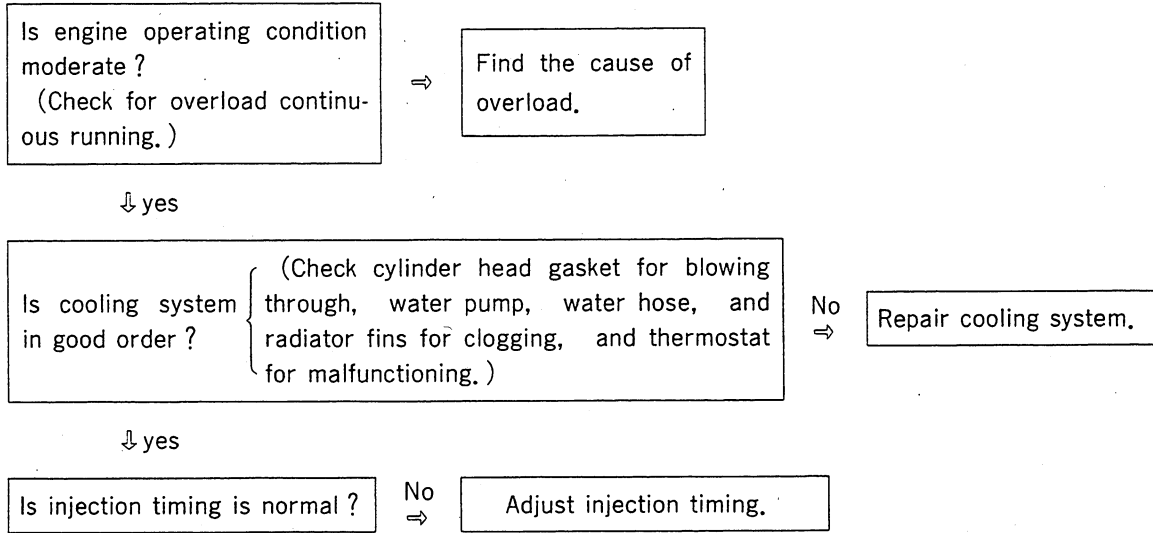 Is engine operating condition
moderate ?
(Check for overload continu-
ous running.)
⇨
Find the cause of
overload.
⇩ yes
Is cooling system
in good order ?
(Check cylinder head gasket for blowing
through, water pump, water hose, and
radiator fins for clogging, and thermostat
for malfunctioning.)
No
⇨
Repair cooling system.
⇩ yes
Is injection timing is normal ?
No
⇨
Adjust injection timing.